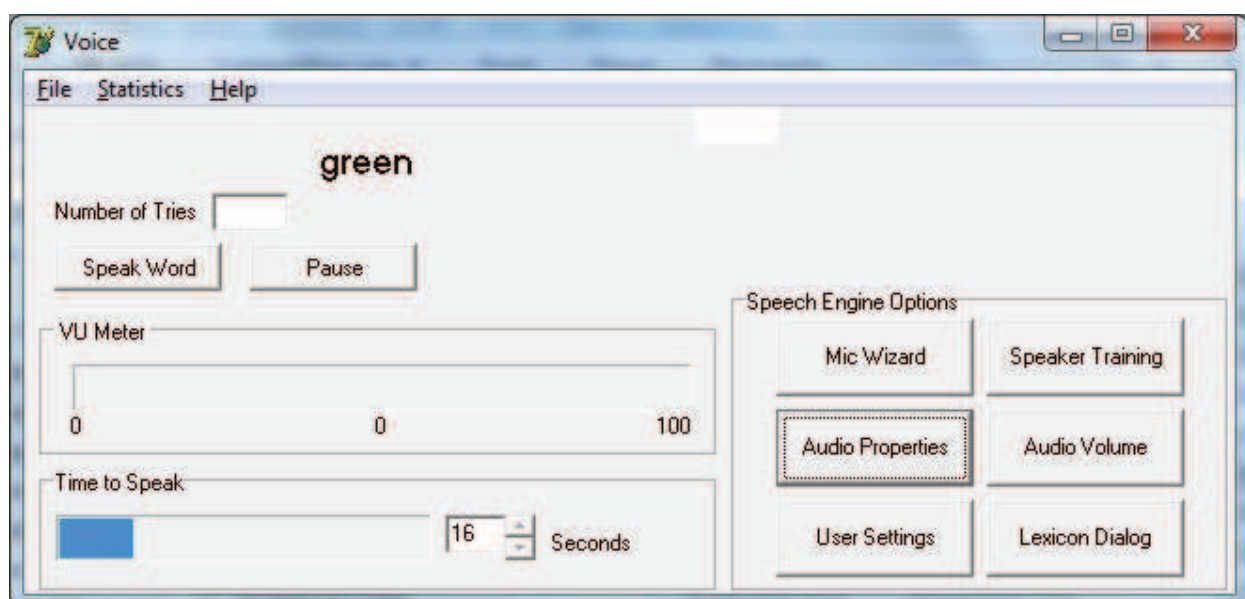 Voice
File Statistics Help
green
Number of Tries
Speak Word Pause
VU Meter
0 0 100
Time to Speak
16 Seconds
Speech Engine Options
Mic Wizard Speaker Training
Audio Properties Audio Volume
User Settings Lexicon Dialog